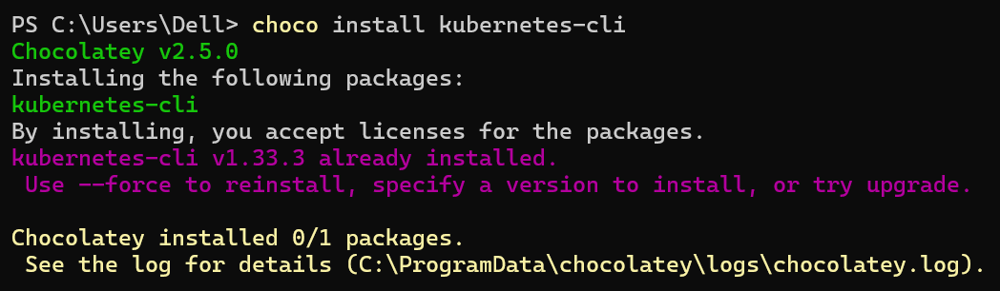 PS C:\Users\Dell> choco install kubernetes-cli
Chocolatey v2.5.0
Installing the following packages:
kubernetes-cli
By installing, you accept licenses for the packages.
kubernetes-cli v1.33.3 already installed.
 Use --force to reinstall, specify a version to install, or try upgrade.

Chocolatey installed 0/1 packages.
 See the log for details (C:\ProgramData\chocolatey\logs\chocolatey.log).